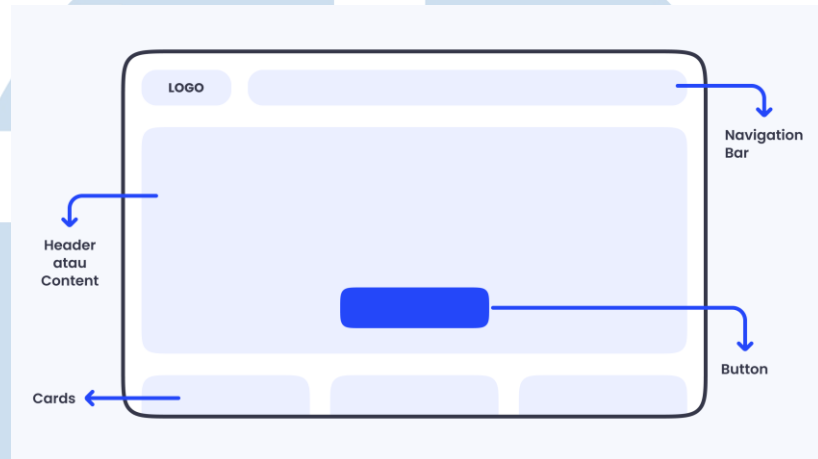 LOGO
Navigation
Bar
Header
atau
Content
Button
Cards